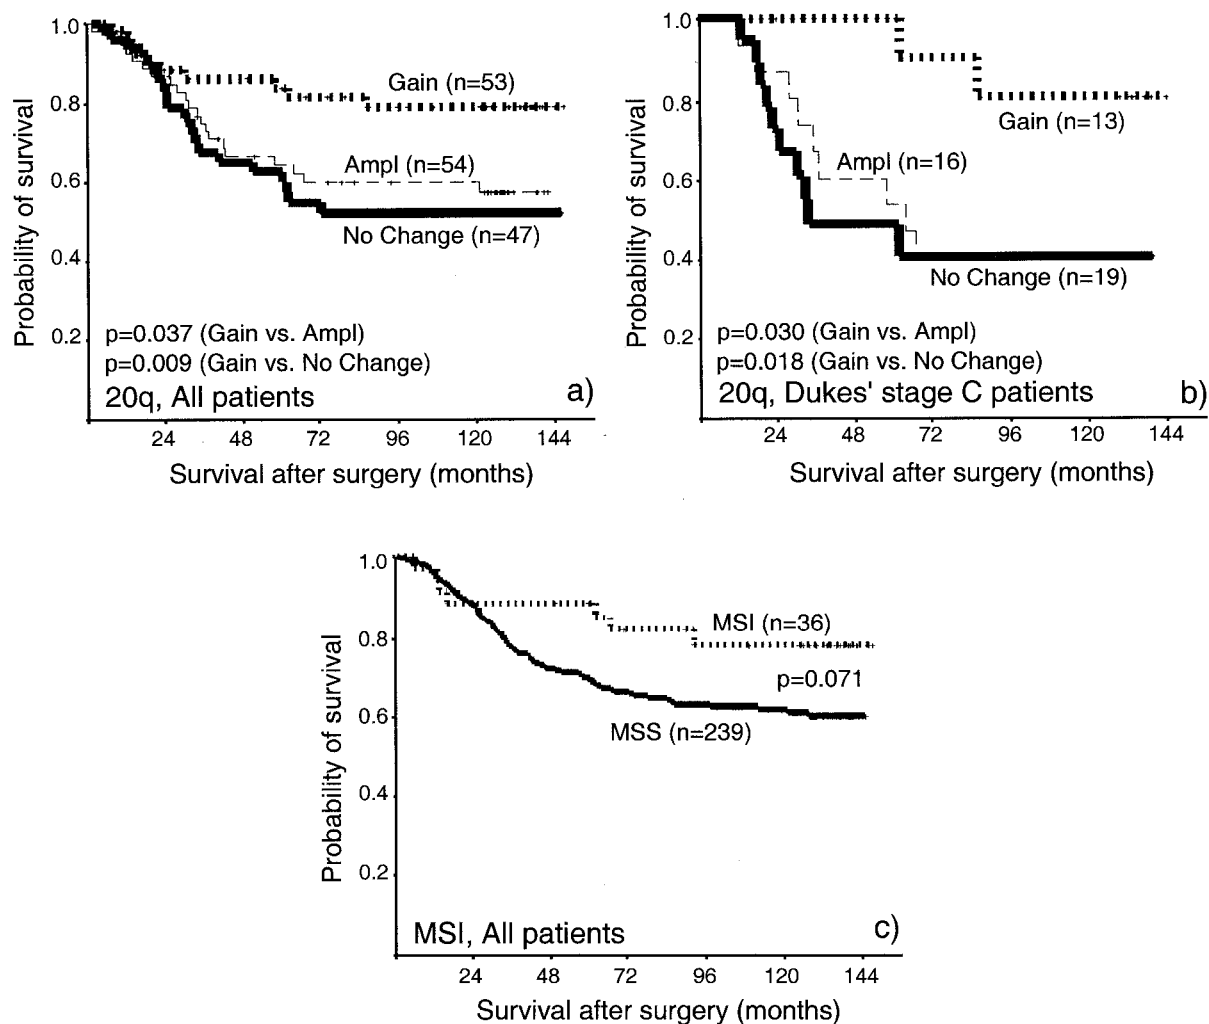 1.0
0.8
0.6
0.4
0.2
Probability of survival
Gain (n=53)
Ampl (n=54)
No Change (n=47)
p=0.037 (Gain vs. Ampl)
p=0.009 (Gain vs. No Change)
20q, All patients
a)
24 48 72 96 120 144
Survival after surgery (months)
1.0
0.8
0.6
0.4
0.2
Probability of survival
Gain (n=13)
Ampl (n=16)
No Change (n=19)
p=0.030 (Gain vs. Ampl)
p=0.018 (Gain vs. No Change)
20q, Dukes' stage C patients
b)
24 48 72 96 120 144
Survival after surgery (months)
1.0
0.8
0.6
0.4
0.2
Probability of survival
MSI (n=36)
p=0.071
MSS (n=239)
MSI, All patients
c)
24 48 72 96 120 144
Survival after surgery (months)